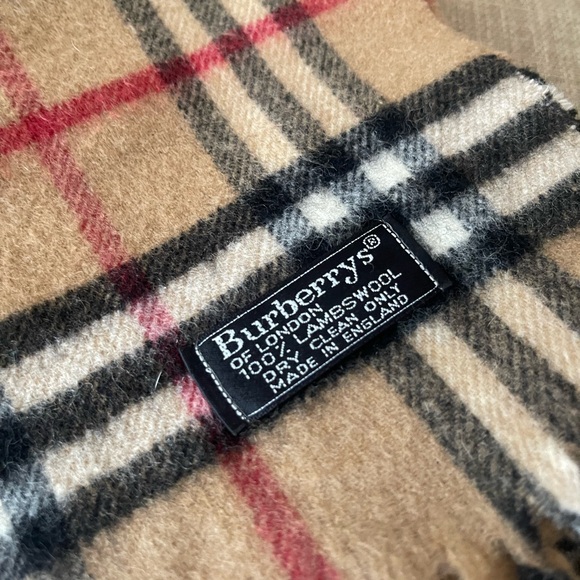 Burberrys®
OF LONDON
100% LAMBSWOOL
DRY CLEAN ONLY
MADE IN ENGLAND